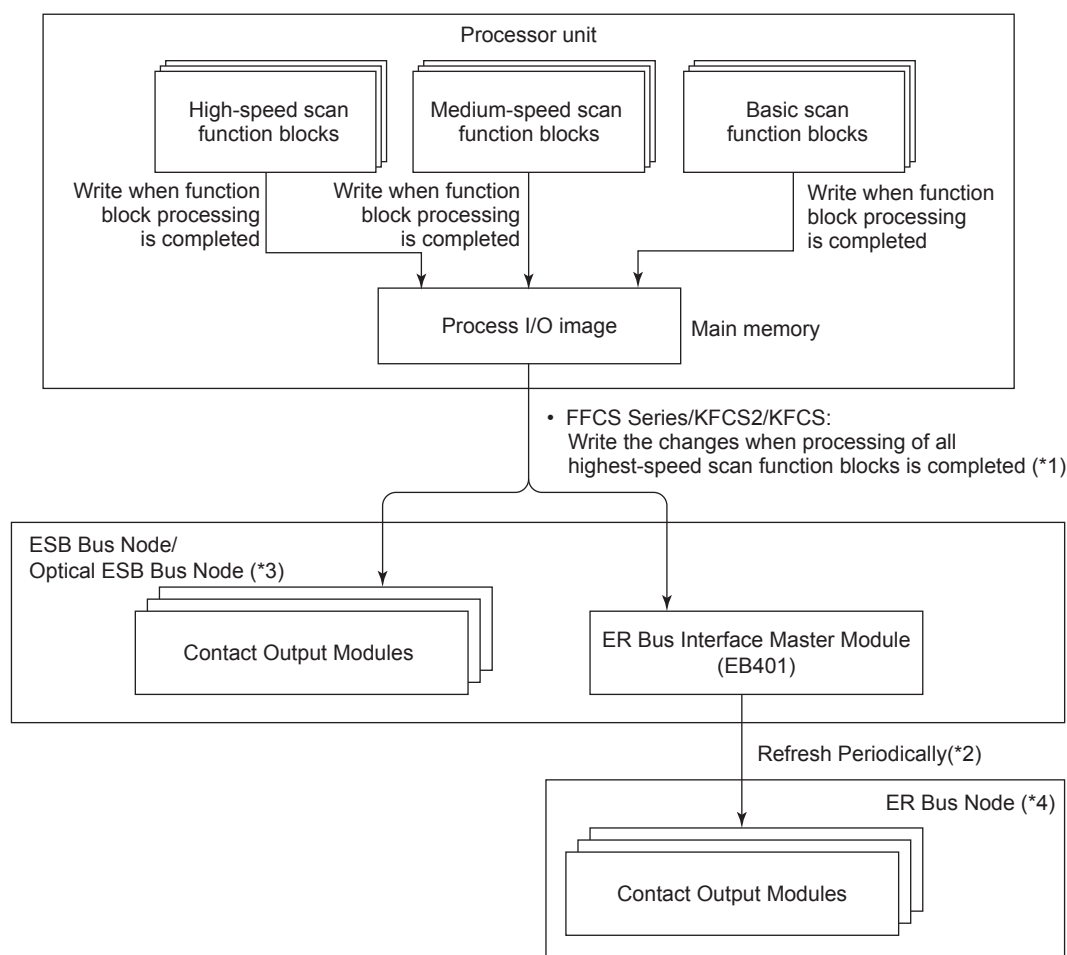 Processor unit
High-speed scan
function blocks
Medium-speed scan
function blocks
Basic scan
function blocks
Write when function
block processing
is completed
Write when function
block processing
is completed
Write when function
block processing
is completed
Process I/O image
Main memory
• FFCS Series/KFCS2/KFCS:
Write the changes when processing of all
highest-speed scan function blocks is completed (*1)
ESB Bus Node/
Optical ESB Bus Node (*3)
Contact Output Modules
ER Bus Interface Master Module
(EB401)
Refresh Periodically(*2)
ER Bus Node (*4)
Contact Output Modules